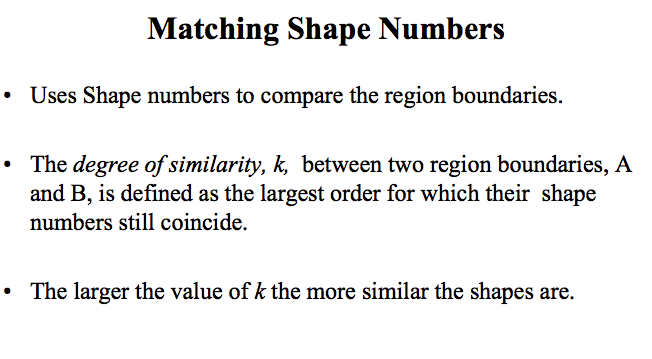 Matching Shape Numbers
• Uses Shape numbers to compare the region boundaries.
• The degree of similarity, k, between two region boundaries, A
and B, is defined as the largest order for which their shape
numbers still coincide.
• The larger the value of k the more similar the shapes are.